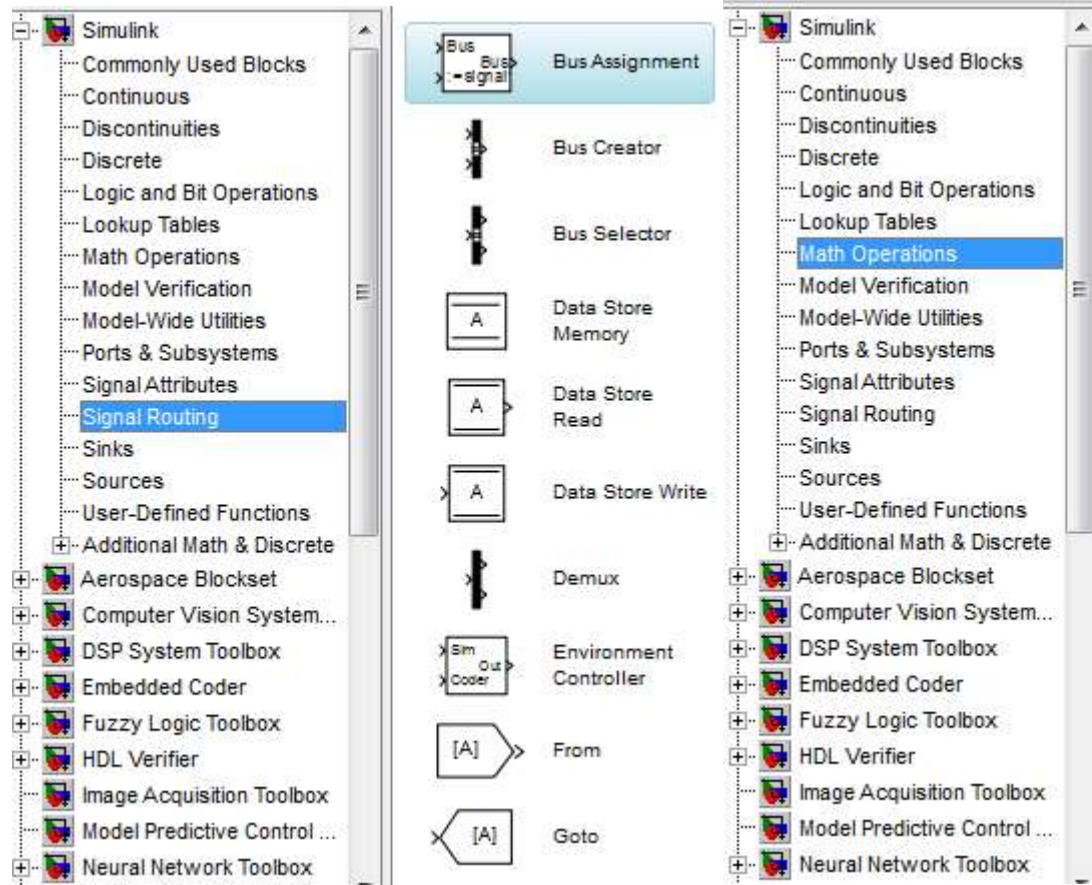 Simulink
Commonly Used Blocks
Continuous
Discontinuities
Discrete
Logic and Bit Operations
Lookup Tables
Math Operations
Model Verification
Model-Wide Utilities
Ports & Subsystems
Signal Attributes
Signal Routing
Sinks
Sources
User-Defined Functions
Additional Math & Discrete
Aerospace Blockset
Computer Vision System...
DSP System Toolbox
Embedded Coder
Fuzzy Logic Toolbox
HDL Verifier
Image Acquisition Toolbox
Model Predictive Control ...
Neural Network Toolbox
Bus
Bus
:=signal
Bus Assignment
Bus Creator
Bus Selector
A
Data Store
Memory
A
Data Store
Read
A
Data Store Write
Demux
Sim
Out
Coder
Environment
Controller
[A]
From
[A]
Goto
Simulink
Commonly Used Blocks
Continuous
Discontinuities
Discrete
Logic and Bit Operations
Lookup Tables
Math Operations
Model Verification
Model-Wide Utilities
Ports & Subsystems
Signal Attributes
Signal Routing
Sinks
Sources
User-Defined Functions
Additional Math & Discrete
Aerospace Blockset
Computer Vision System...
DSP System Toolbox
Embedded Coder
Fuzzy Logic Toolbox
HDL Verifier
Image Acquisition Toolbox
Model Predictive Control ...
Neural Network Toolbox